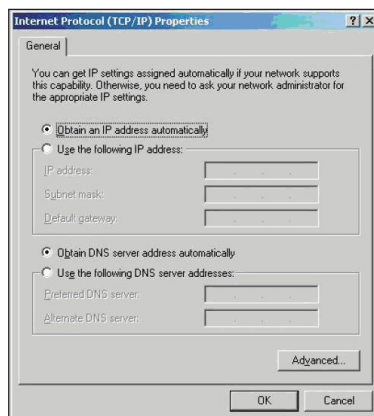 Internet Protocol (TCP/IP) Properties
General
You can get IP settings assigned automatically if your network supports
this capability. Otherwise, you need to ask your network administrator for
the appropriate IP settings.
Obtain an IP address automatically
Use the following IP address:
IP address:
Subnet mask:
Default gateway:
Obtain DNS server address automatically
Use the following DNS server addresses:
Preferred DNS server:
Alternate DNS server:
Advanced...
OK Cancel